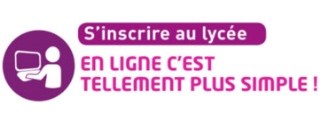 S'inscrire au lycée
EN LIGNE C'EST
TELLEMENT PLUS SIMPLE !